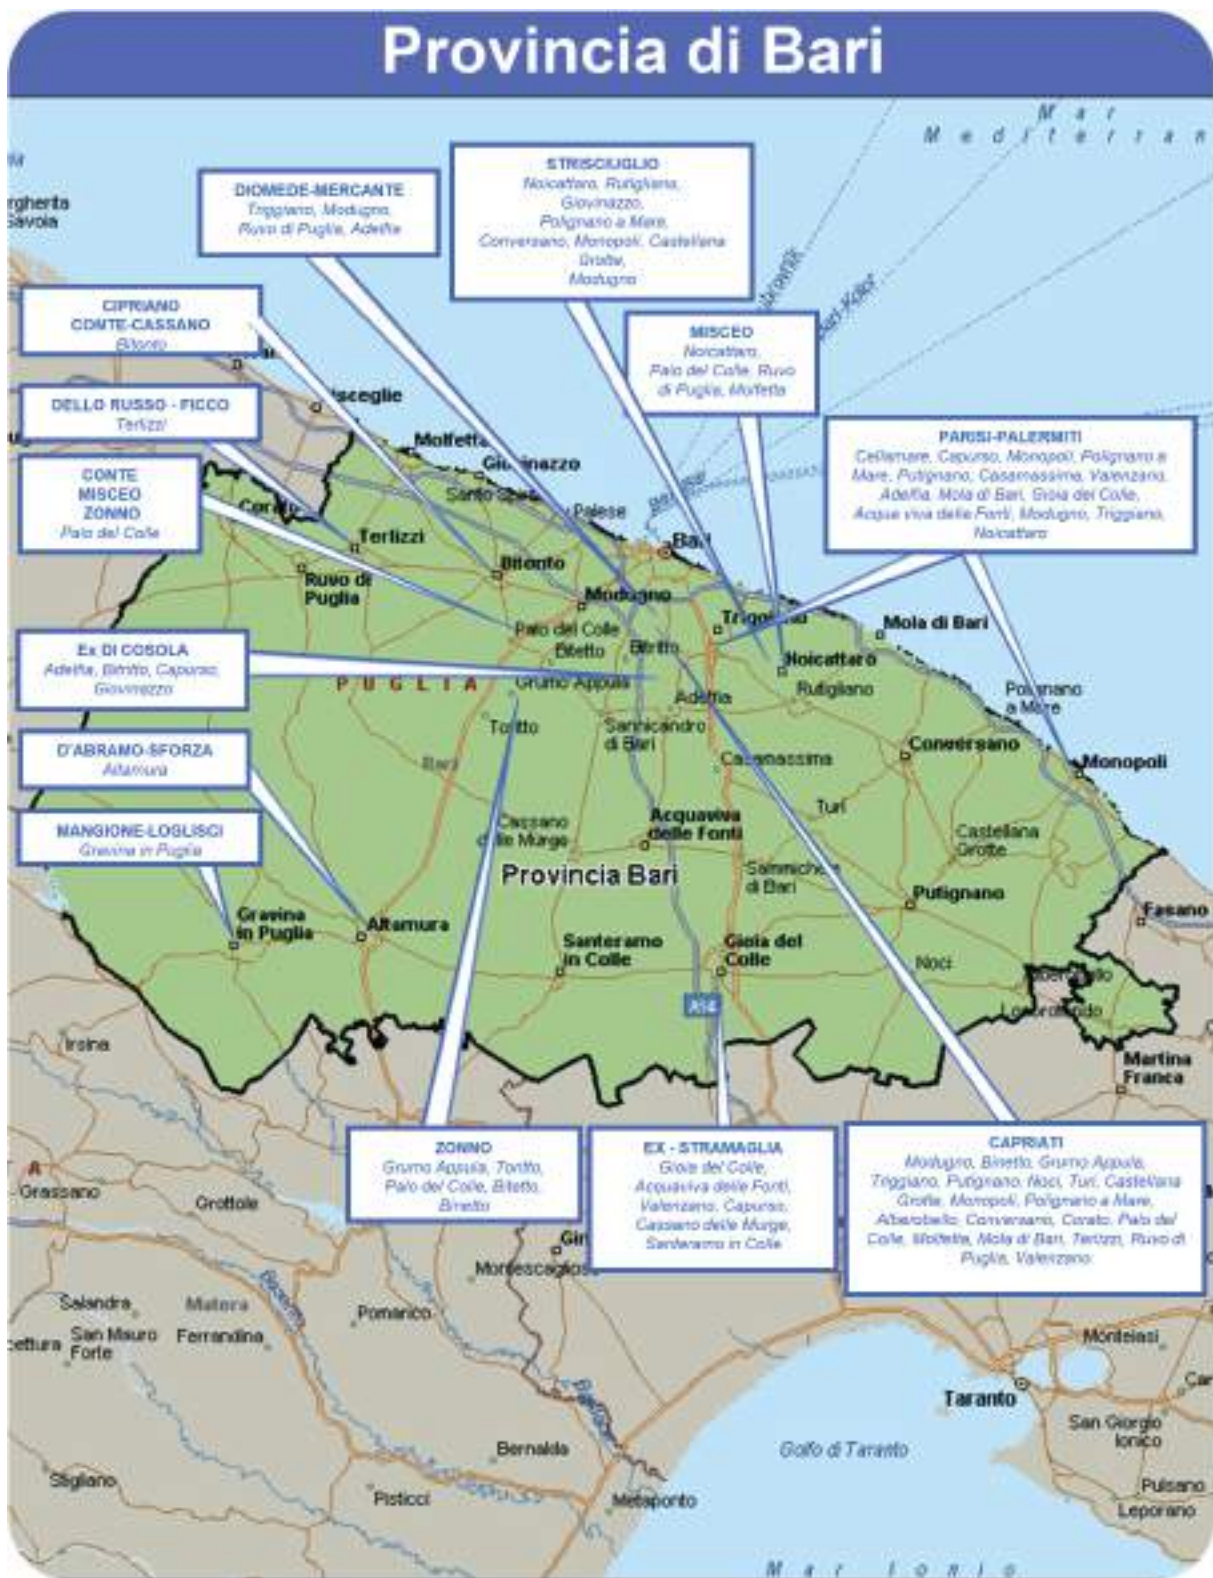 Provincia di Bari
Mar
Mediterran
rgherita
Savoia
STRISCIUGLIO
Noicattaro, Rutigliano,
Giovinazzo,
Polignano a Mare,
Conversano, Monopoli, Castellana
Grotte,
Modugno
DIOMEDE-MERCANTE
Triggiano, Modugno,
Ruvo di Puglia, Adelfia
CIPRIANO
CONTE-CASSANO
Bitonto
MISCEO
Noicattaro,
Palo del Colle, Ruvo
di Puglia, Molfetta
Bari-Kotor
DELLO RUSSO - FICCO
Terlizzi
isceglie
PARISI-PALERMITI
Cellamare, Capurso, Monopoli, Polignano a
Mare, Putignano, Casamassima, Valenzano,
Adelfia, Mola di Bari, Gioia del Colle,
Acqua viva delle Fonti, Modugno, Triggiano,
Noicattaro
Molfetta
Giovinazzo
CONTE
MISCEO
ZONNO
Palo del Colle
Corato
Palese
Terlizzi
Bari
Bitonto
Ruvo di
Puglia
Modugno
Triggiano
Mola di Bari
Palo del Colle
Bitetto
Bitritto
Noicattaro
Ex DI COSOLA
Adelfia, Bitritto, Capurso,
Giovinazzo
PUGLIA
Grumo Appula
Adelfia
Rutigliano
Polignano
a Mare
Toritto
Sannicandro
di Bari
Conversano
D'ABRAMO-SFORZA
Altamura
Bari
Casamassima
Monopoli
MANGIONE-LOGLISCI
Gravina in Puglia
Cassano
delle Murge
Acquaviva
delle Fonti
Turi
Castellana
Grotte
Provincia Bari
Sammichele
di Bari
Putignano
Gravina
in Puglia
Altamura
Santeramo
in Colle
Gioia del
Colle
Noci
Fasano
A14
Alberobello
Locorotondo
Irsina
Martina
Franca
ZONNO
Grumo Appula, Toritto,
Palo del Colle, Bitetto,
Binetto
EX - STRAMAGLIA
Gioia del Colle,
Acquaviva delle Fonti,
Valenzano, Capurso,
Cassano delle Murge,
Santeramo in Colle
CAPRIATI
Modugno, Binetto, Grumo Appula,
Triggiano, Putignano, Noci, Turi, Castellana
Grotte, Monopoli, Polignano a Mare,
Alberobello, Conversano, Corato, Palo del
Colle, Molfetta, Mola di Bari, Terlizzi, Ruvo di
Puglia, Valenzano
A
Grassano
Grottole
Gin
Montescaglioso
Salandra
Matera
Pomarico
San Mauro
Forte
Ferrandina
Monteiasi
Taranto
San Giorgio
Ionico
Golfo di Taranto
Bernalda
Stigliano
Pisticci
Metaponto
Pulsano
Leporano
Mar Ionio